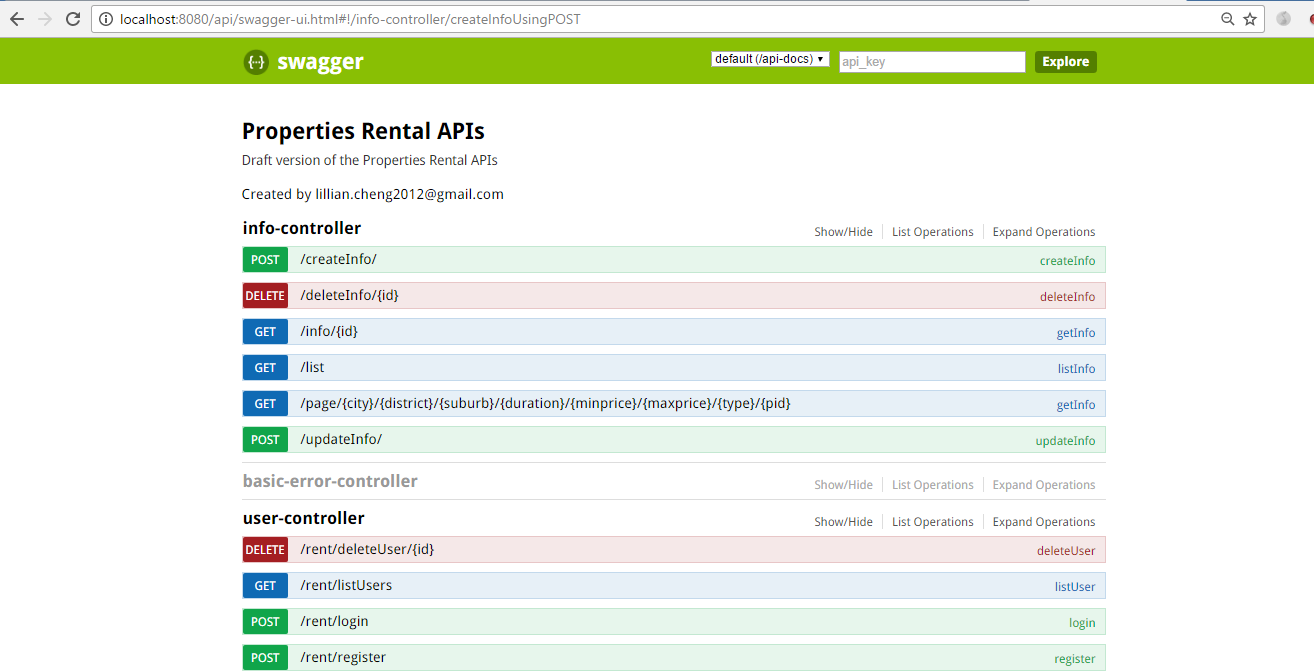 localhost:8080/api/swagger-ui.html#!/info-controller/createInfoUsingPOST
{··} swagger default (/api-docs) ▾ api_key Explore
Properties Rental APIs
Draft version of the Properties Rental APIs
Created by lillian.cheng2012@gmail.com
info-controller Show/Hide List Operations Expand Operations
POST /createInfo/ createInfo
DELETE /deleteInfo/{id} deleteInfo
GET /info/{id} getInfo
GET /list listInfo
GET /page/{city}/{district}/{suburb}/{duration}/{minprice}/{maxprice}/{type}/{pid} getInfo
POST /updateInfo/ updateInfo
basic-error-controller Show/Hide List Operations Expand Operations
user-controller Show/Hide List Operations Expand Operations
DELETE /rent/deleteUser/{id} deleteUser
GET /rent/listUsers listUser
POST /rent/login login
POST /rent/register register